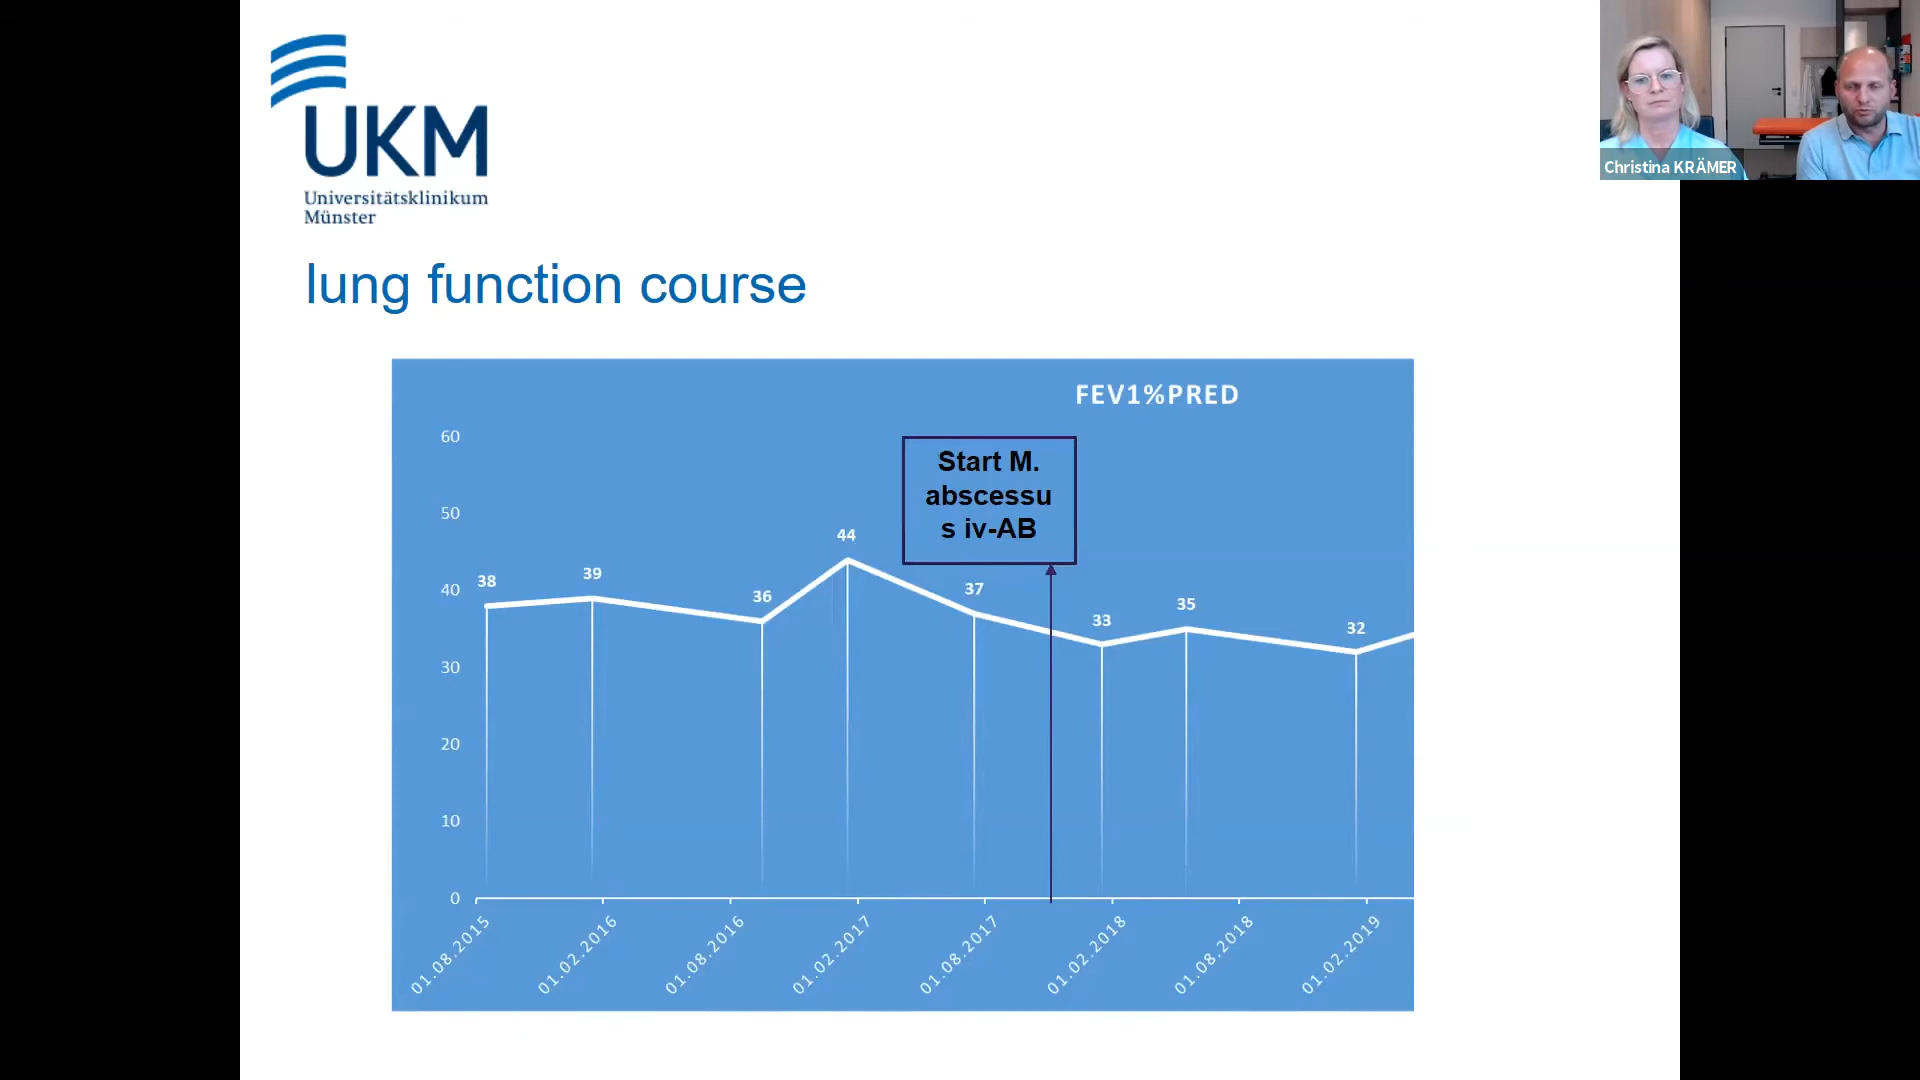 UKM
Universitätsklinikum
Münster
Christina KRÄMER
lung function course
FEV1%PRED
Start M.
abscessu
s iv-AB
60
50
40
30
20
10
0
38
39
36
44
37
33
35
32
01.08.2015
01.02.2016
01.08.2016
01.02.2017
01.08.2017
01.02.2018
01.08.2018
01.02.2019